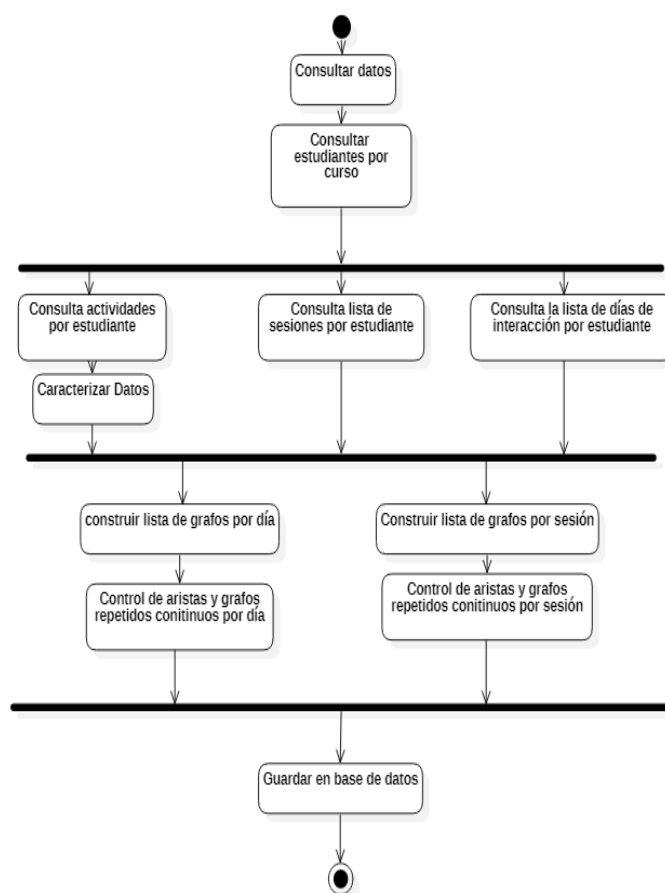 Consultar datos
Consultar
estudiantes por
curso
Consulta actividades
por estudiante
Consulta lista de
sesiones por estudiante
Consulta la lista de días de
interacción por estudiante
Caracterizar Datos
construir lista de grafos por día
Construir lista de grafos por sesión
Control de aristas y grafos
repetidos conitinuos por día
Control de aristas y grafos
repetidos conitinuos por sesión
Guardar en base de datos